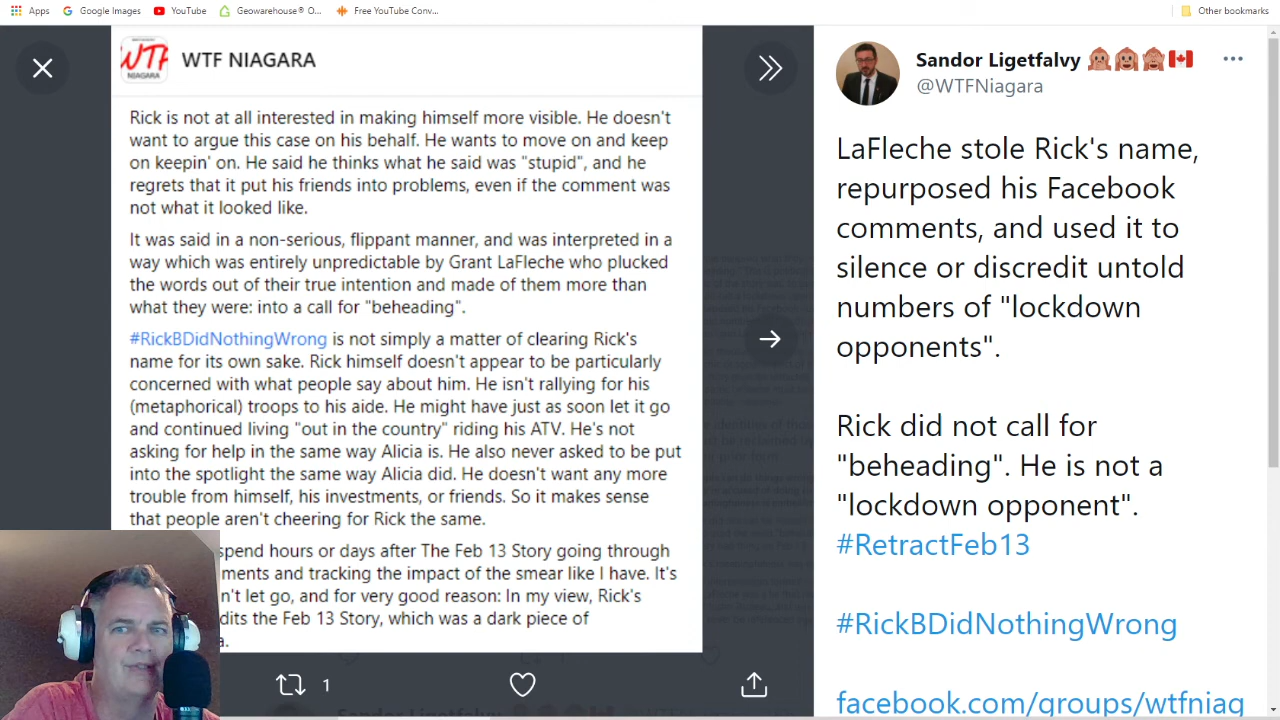 Apps Google Images YouTube Geowarehouse® O... Free YouTube Conv... Other bookmarks
WTF NIAGARA
WTF NIAGARA
Rick is not at all interested in making himself more visible. He doesn't
want to argue this case on his behalf. He wants to move on and keep
on keepin' on. He said he thinks what he said was "stupid", and he
regrets that it put his friends into problems, even if the comment was
not what it looked like.
It was said in a non-serious, flippant manner, and was interpreted in a
way which was entirely unpredictable by Grant LaFleche who plucked
the words out of their true intention and made of them more than
what they were: into a call for "beheading".
#RickBDidNothingWrong is not simply a matter of clearing Rick's
name for its own sake. Rick himself doesn't appear to be particularly
concerned with what people say about him. He isn't rallying for his
(metaphorical) troops to his aide. He might have just as soon let it go
and continued living "out in the country" riding his ATV. He's not
asking for help in the same way Alicia is. He also never asked to be put
into the spotlight the same way Alicia did. He doesn't want any more
trouble from himself, his investments, or friends. So it makes sense
that people aren't cheering for Rick the same.
spend hours or days after The Feb 13 Story going through
ments and tracking the impact of the smear like I have. It's
n't let go, and for very good reason: In my view, Rick's
dits the Feb 13 Story, which was a dark piece of
a.
1
Sandor Ligetfalvy
@WTFNiagara
LaFleche stole Rick's name,
repurposed his Facebook
comments, and used it to
silence or discredit untold
numbers of "lockdown
opponents".
Rick did not call for
"beheading". He is not a
"lockdown opponent".
#RetractFeb13
#RickBDidNothingWrong
facebook.com/groups/wtfniag